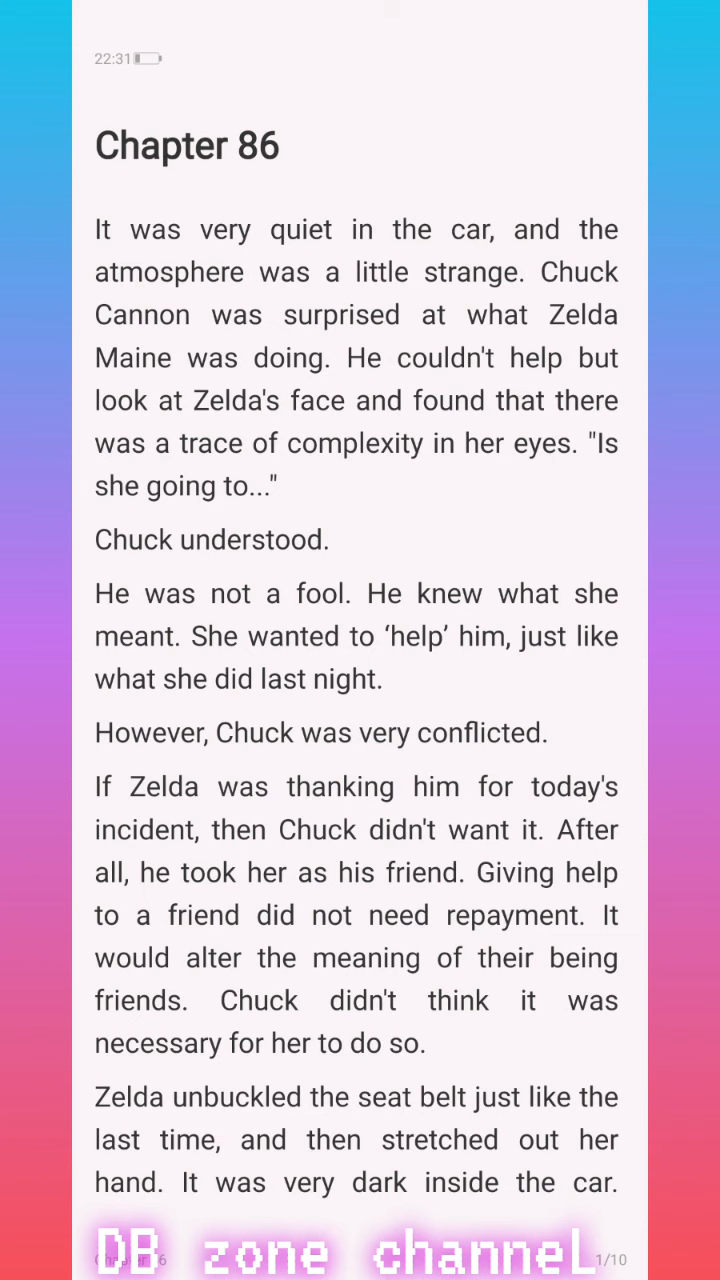 22:31
Chapter 86
It was very quiet in the car, and the
atmosphere was a little strange. Chuck
Cannon was surprised at what Zelda
Maine was doing. He couldn't help but
look at Zelda's face and found that there
was a trace of complexity in her eyes. "Is
she going to..."
Chuck understood.
He was not a fool. He knew what she
meant. She wanted to ‘help’ him, just like
what she did last night.
However, Chuck was very conflicted.
If Zelda was thanking him for today's
incident, then Chuck didn't want it. After
all, he took her as his friend. Giving help
to a friend did not need repayment. It
would alter the meaning of their being
friends. Chuck didn't think it was
necessary for her to do so.
Zelda unbuckled the seat belt just like the
last time, and then stretched out her
hand. It was very dark inside the car.
DB zone channeL
1/10